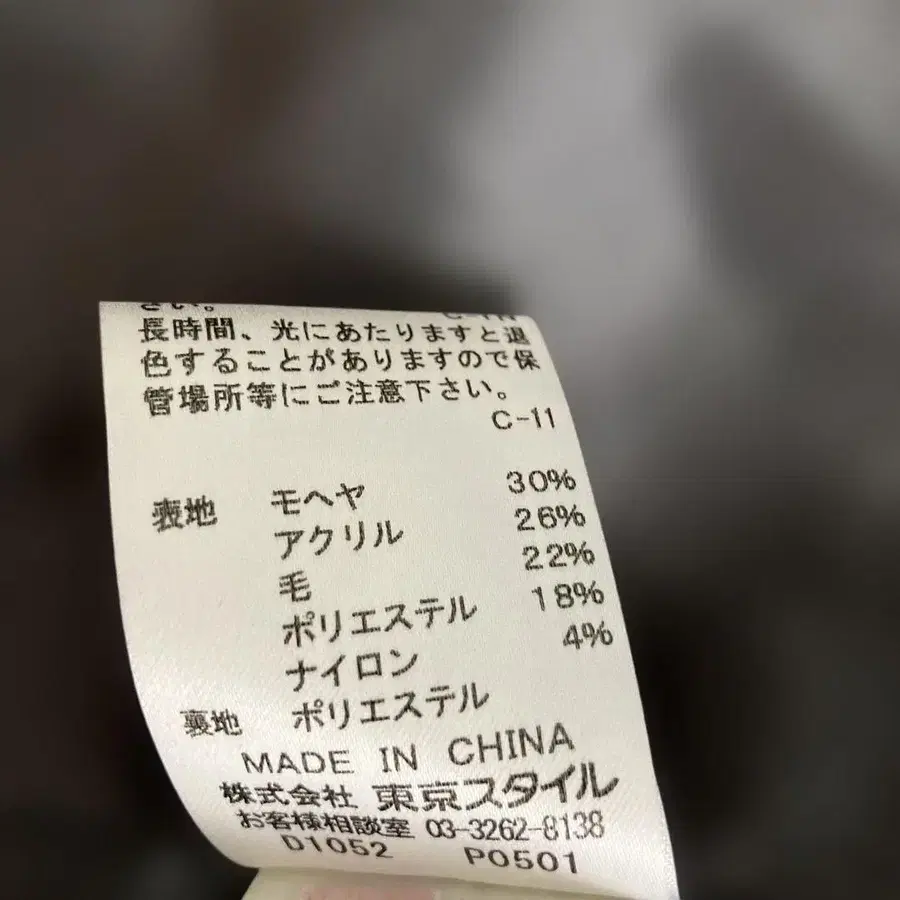 さい。
長時間、光にあたりますと退
色することがありますので保
管場所等にご注意下さい。
C-11
表地 モヘヤ 30%
アクリル 26%
毛 22%
ポリエステル 18%
ナイロン 4%
裏地 ポリエステル
MADE IN CHINA
株式会社 東京スタイル
お客様相談室 03-3262-8138
D1052 P0501